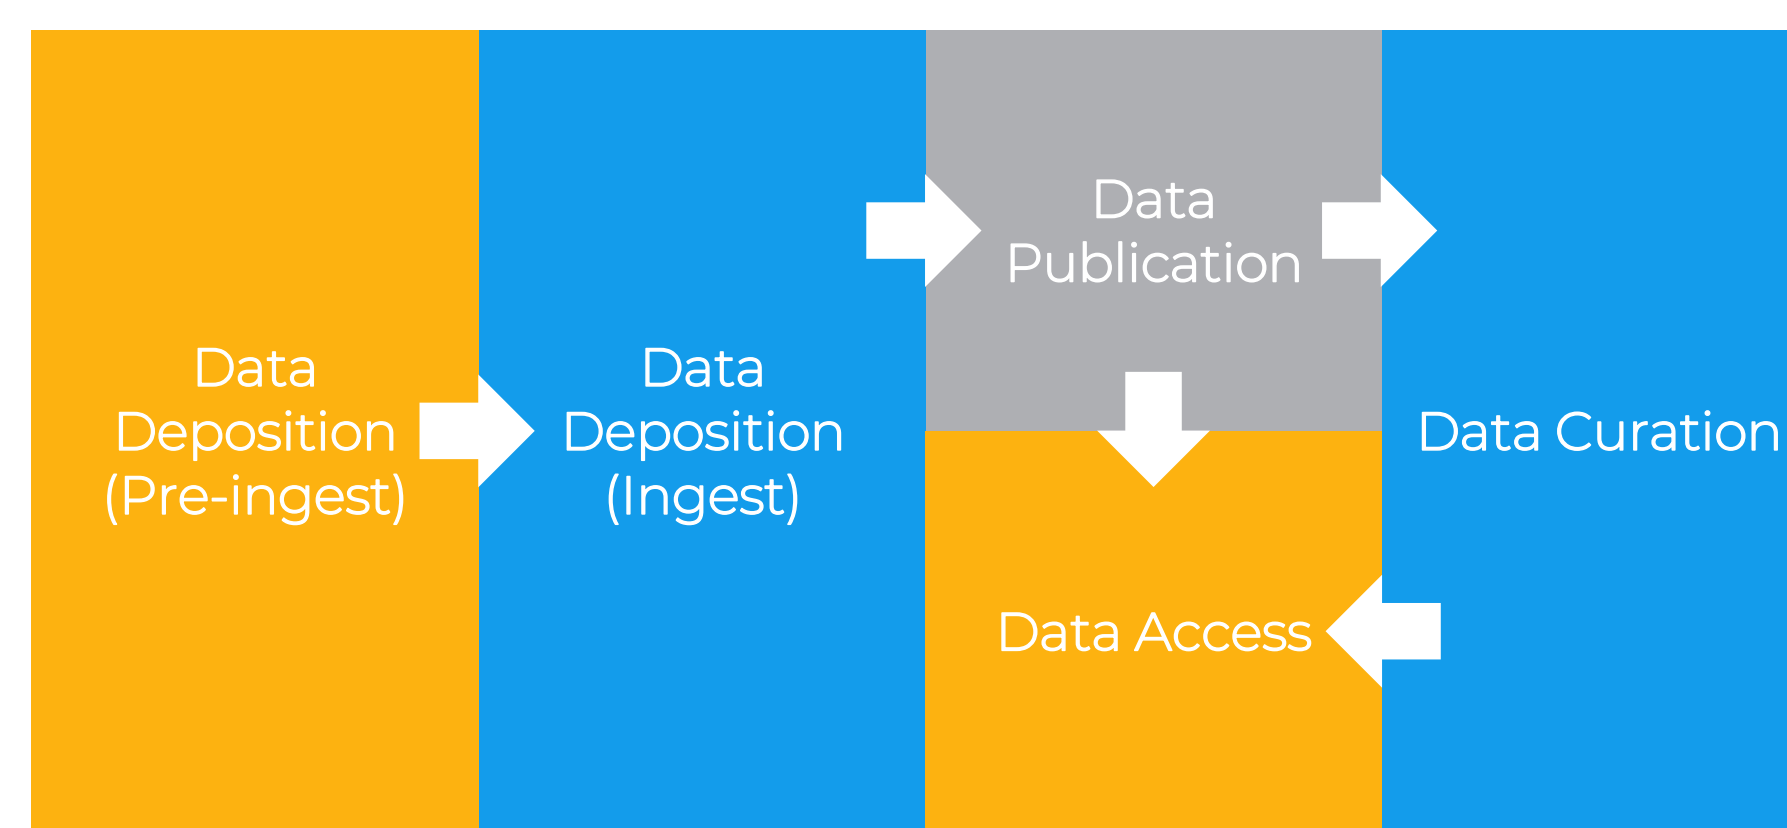 Data
Deposition
(Pre-ingest)
Data
Deposition
(Ingest)
Data
Publication
Data Access
Data Curation